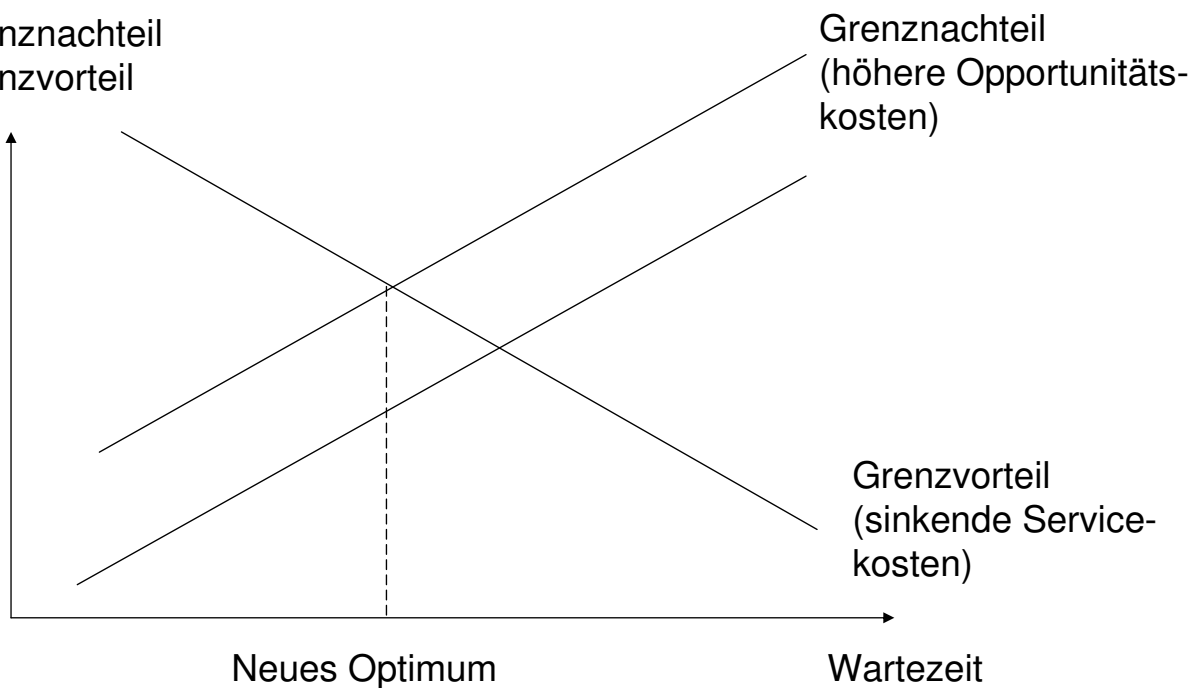 nznachteil
nzvorteil
Grenznachteil
(höhere Opportunitäts-
kosten)
Grenzvorteil
(sinkende Service-
kosten)
Neues Optimum
Wartezeit